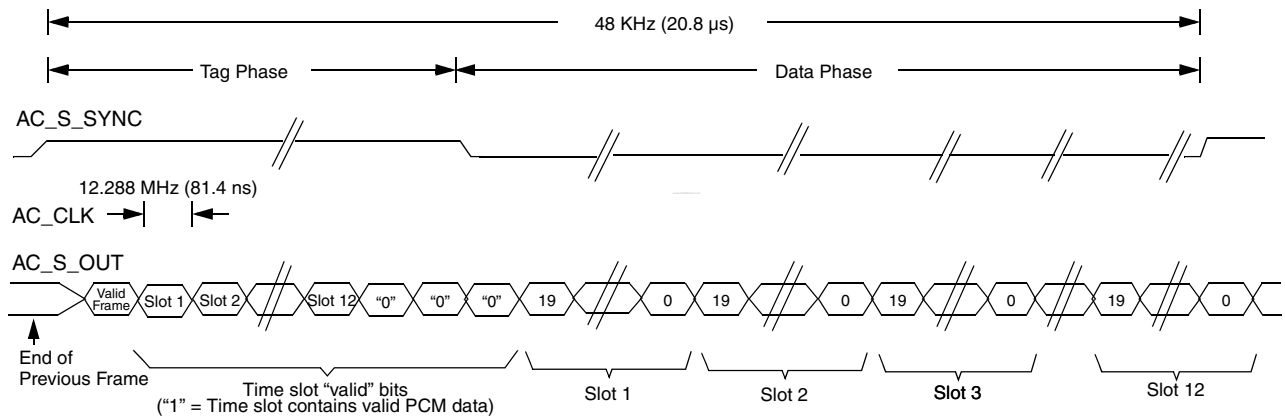 48 KHz (20.8 µs)
Tag Phase
Data Phase
AC_S_SYNC
12.288 MHz (81.4 ns)
AC_CLK
AC_S_OUT
Valid
Frame
Slot 1
Slot 2
Slot 12
“0”
“0”
“0”
19
0
19
0
19
0
19
0
End of
Previous Frame
Time slot “valid” bits
(“1” = Time slot contains valid PCM data)
Slot 1
Slot 2
Slot 3
Slot 12